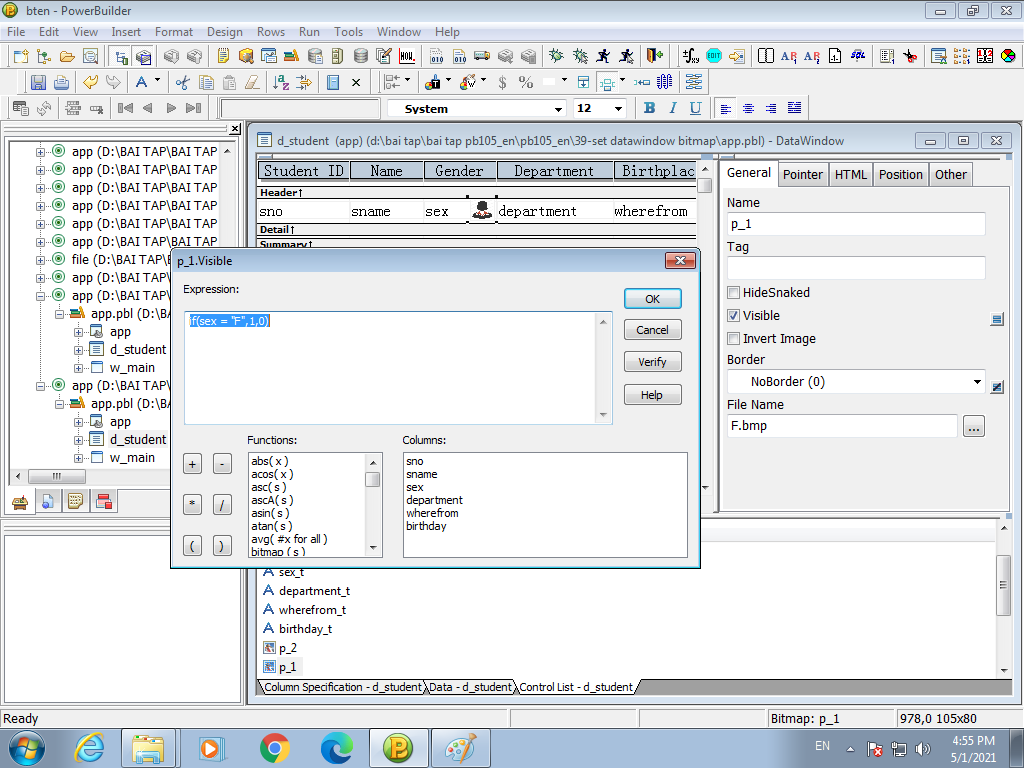 bten - PowerBuilder
File Edit View Insert Format Design Rows Run Tools Window Help
System 12 B I U
d_student (app) (d:\bai tap\bai tap pb105_en\pb105_en\39-set datawindow bitmap\app.pbl) - DataWindow
app (D:\BAI TAP\BAI TAP
app (D:\BAI TAP\BAI TAP
app (D:\BAI TAP\BAI TAP
app (D:\BAI TAP\BAI TAP
app (D:\BAI TAP\BAI TAP
app (D:\BAI TAP\BAI TAP
file (D:\BAI TAP\B
app (D:\BAI TAP\
app (D:\BAI TAP\
app.pbl (D:\
app
d_student
w_main
app (D:\BAI TAP\
app.pbl (D:\BA
app
d_student
w_main
Student ID Name Gender Department Birthplac
Header↑
sno sname sex department wherefrom
Detail↑
Summary↑
General Pointer HTML Position Other
Name
p_1
Tag
HideSnaked
Visible
Invert Image
Border
NoBorder (0)
File Name
F.bmp
...
p_1.Visible
Expression:
if(sex = "F",1,0)
OK
Cancel
Verify
Help
Functions: Columns:
+ -
* /
( )
abs( x )
acos( x )
asc( s )
ascA( s )
asin( s )
atan( s )
avg( #x for all )
bitmap ( s )
sno
sname
sex
department
wherefrom
birthday
sex_t
department_t
wherefrom_t
birthday_t
p_2
p_1
Column Specification - d_student Data - d_student Control List - d_student
Ready Bitmap: p_1 978,0 105x80
EN 4:55 PM
5/1/2021